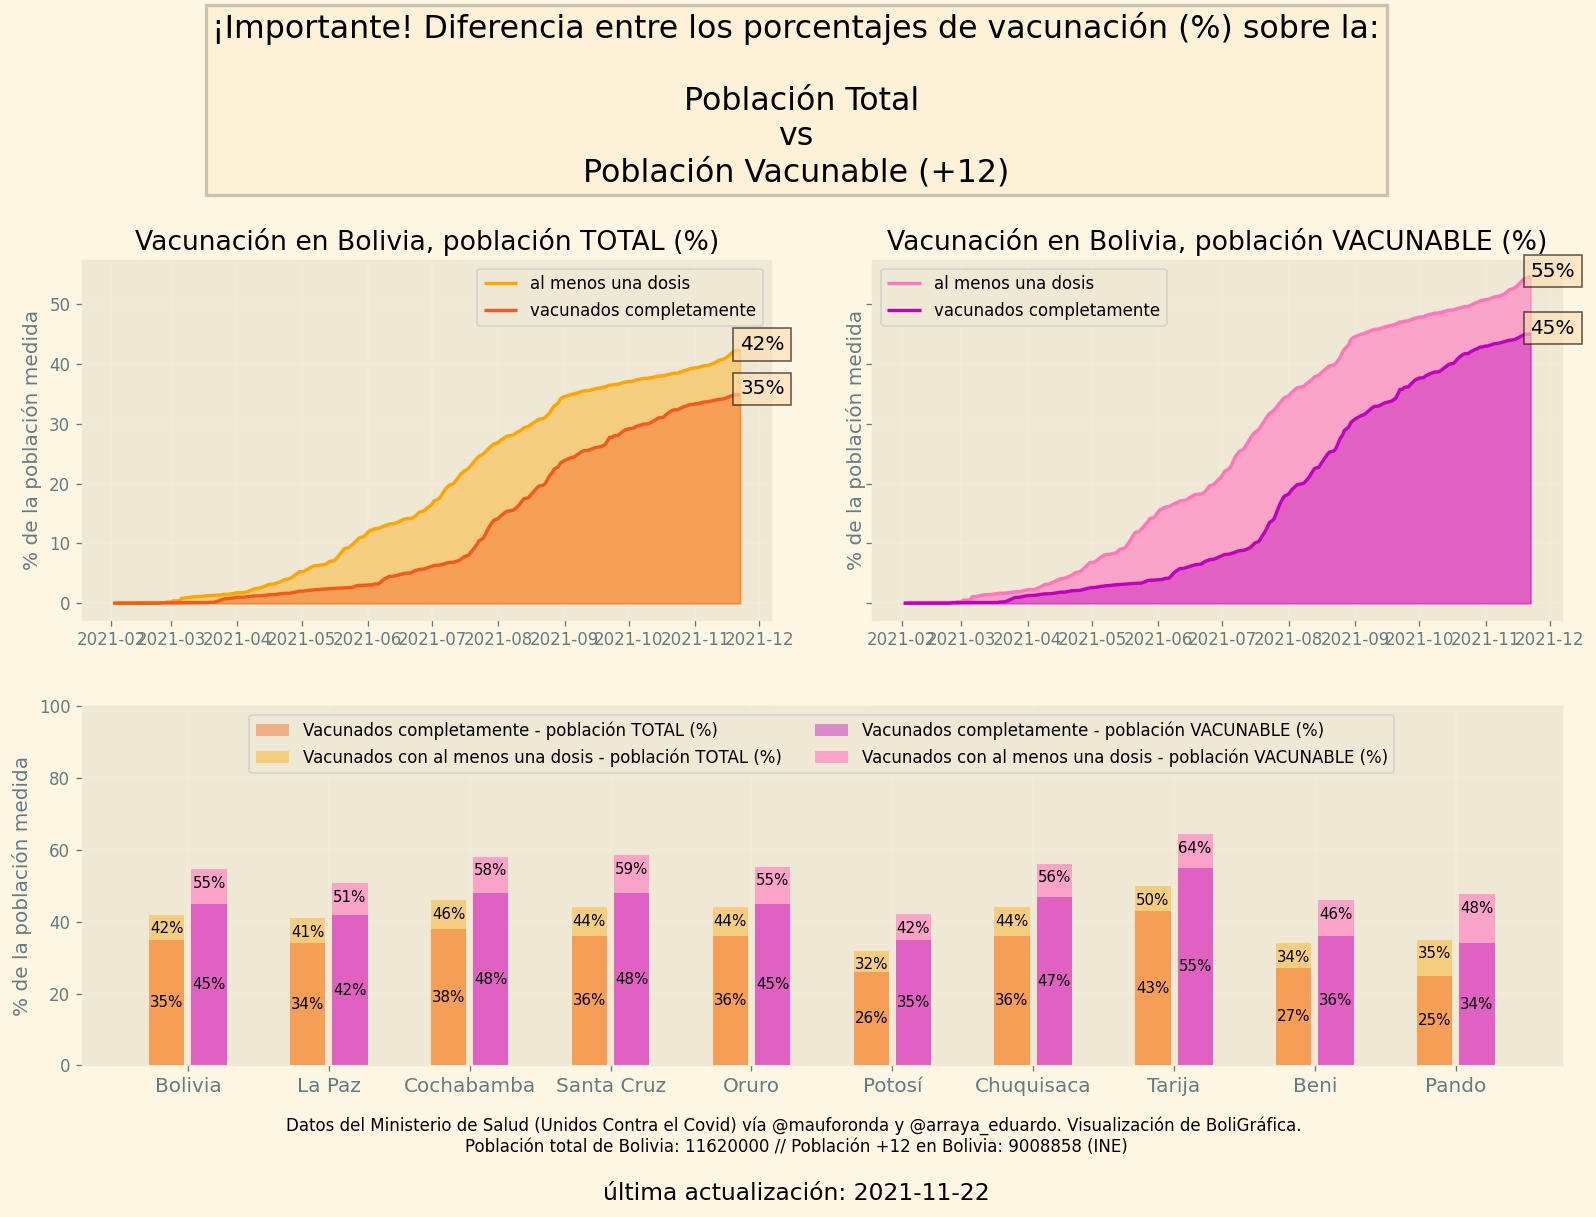 ¡Importante! Diferencia entre los porcentajes de vacunación (%) sobre la:
Población Total
vs
Población Vacunable (+12)
Vacunación en Bolivia, población TOTAL (%)
% de la población medida
50
40
30
20
10
0
al menos una dosis
vacunados completamente
42%
35%
2021-02
2021-03
2021-04
2021-05
2021-06
2021-07
2021-08
2021-09
2021-10
2021-11
2021-12
Vacunación en Bolivia, población VACUNABLE (%)
% de la población medida
al menos una dosis
vacunados completamente
55%
45%
2021-02
2021-03
2021-04
2021-05
2021-06
2021-07
2021-08
2021-09
2021-10
2021-11
2021-12
% de la población medida
100
80
60
40
20
0
Vacunados completamente - población TOTAL (%)
Vacunados con al menos una dosis - población TOTAL (%)
Vacunados completamente - población VACUNABLE (%)
Vacunados con al menos una dosis - población VACUNABLE (%)
42%
35%
55%
45%
41%
34%
51%
42%
46%
38%
58%
48%
44%
36%
59%
48%
44%
36%
55%
45%
32%
26%
42%
35%
44%
36%
56%
47%
50%
43%
64%
55%
34%
27%
46%
36%
35%
25%
48%
34%
Bolivia
La Paz
Cochabamba
Santa Cruz
Oruro
Potosí
Chuquisaca
Tarija
Beni
Pando
Datos del Ministerio de Salud (Unidos Contra el Covid) vía @mauforonda y @arraya_eduardo. Visualización de BoliGráfica.
Población total de Bolivia: 11620000 // Población +12 en Bolivia: 9008858 (INE)
última actualización: 2021-11-22